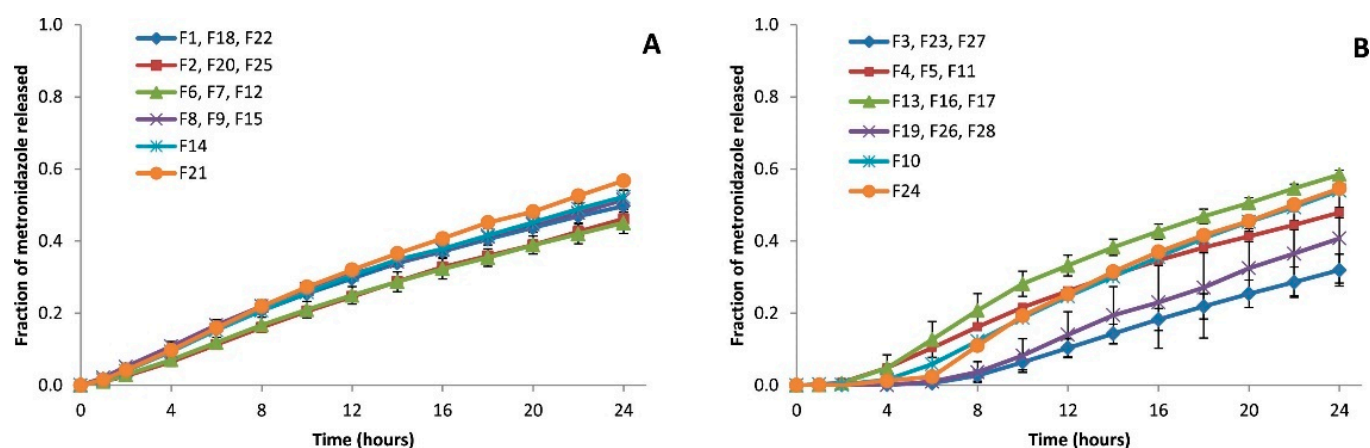 A
Fraction of metronidazole released
1.0
0.8
0.6
0.4
0.2
0.0
F1, F18, F22
F2, F20, F25
F6, F7, F12
F8, F9, F15
F14
F21
0 4 8 12 16 20 24
Time (hours)
B
Fraction of metronidazole released
1.0
0.8
0.6
0.4
0.2
0.0
F3, F23, F27
F4, F5, F11
F13, F16, F17
F19, F26, F28
F10
F24
0 4 8 12 16 20 24
Time (hours)